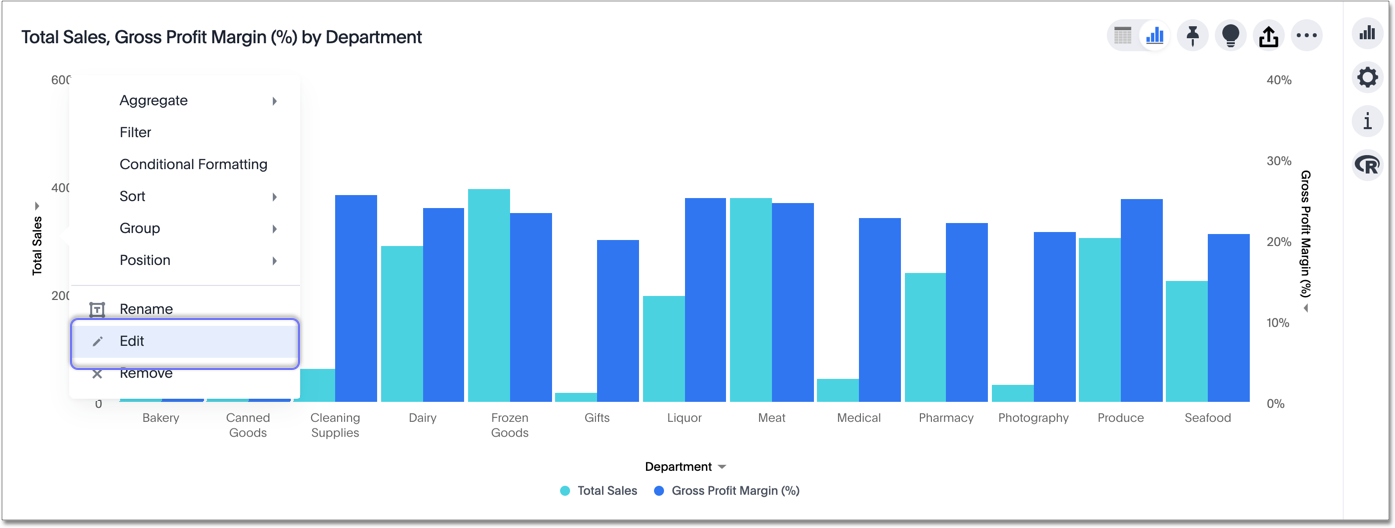 Total Sales, Gross Profit Margin (%) by Department
600
400
200
0
Total Sales
Aggregate
Filter
Conditional Formatting
Sort
Group
Position
Rename
Edit
Remove
40%
30%
20%
10%
0%
Gross Profit Margin (%)
Bakery
Canned Goods
Cleaning Supplies
Dairy
Frozen Goods
Gifts
Liquor
Meat
Medical
Pharmacy
Photography
Produce
Seafood
Department
Total Sales
Gross Profit Margin (%)
i
R